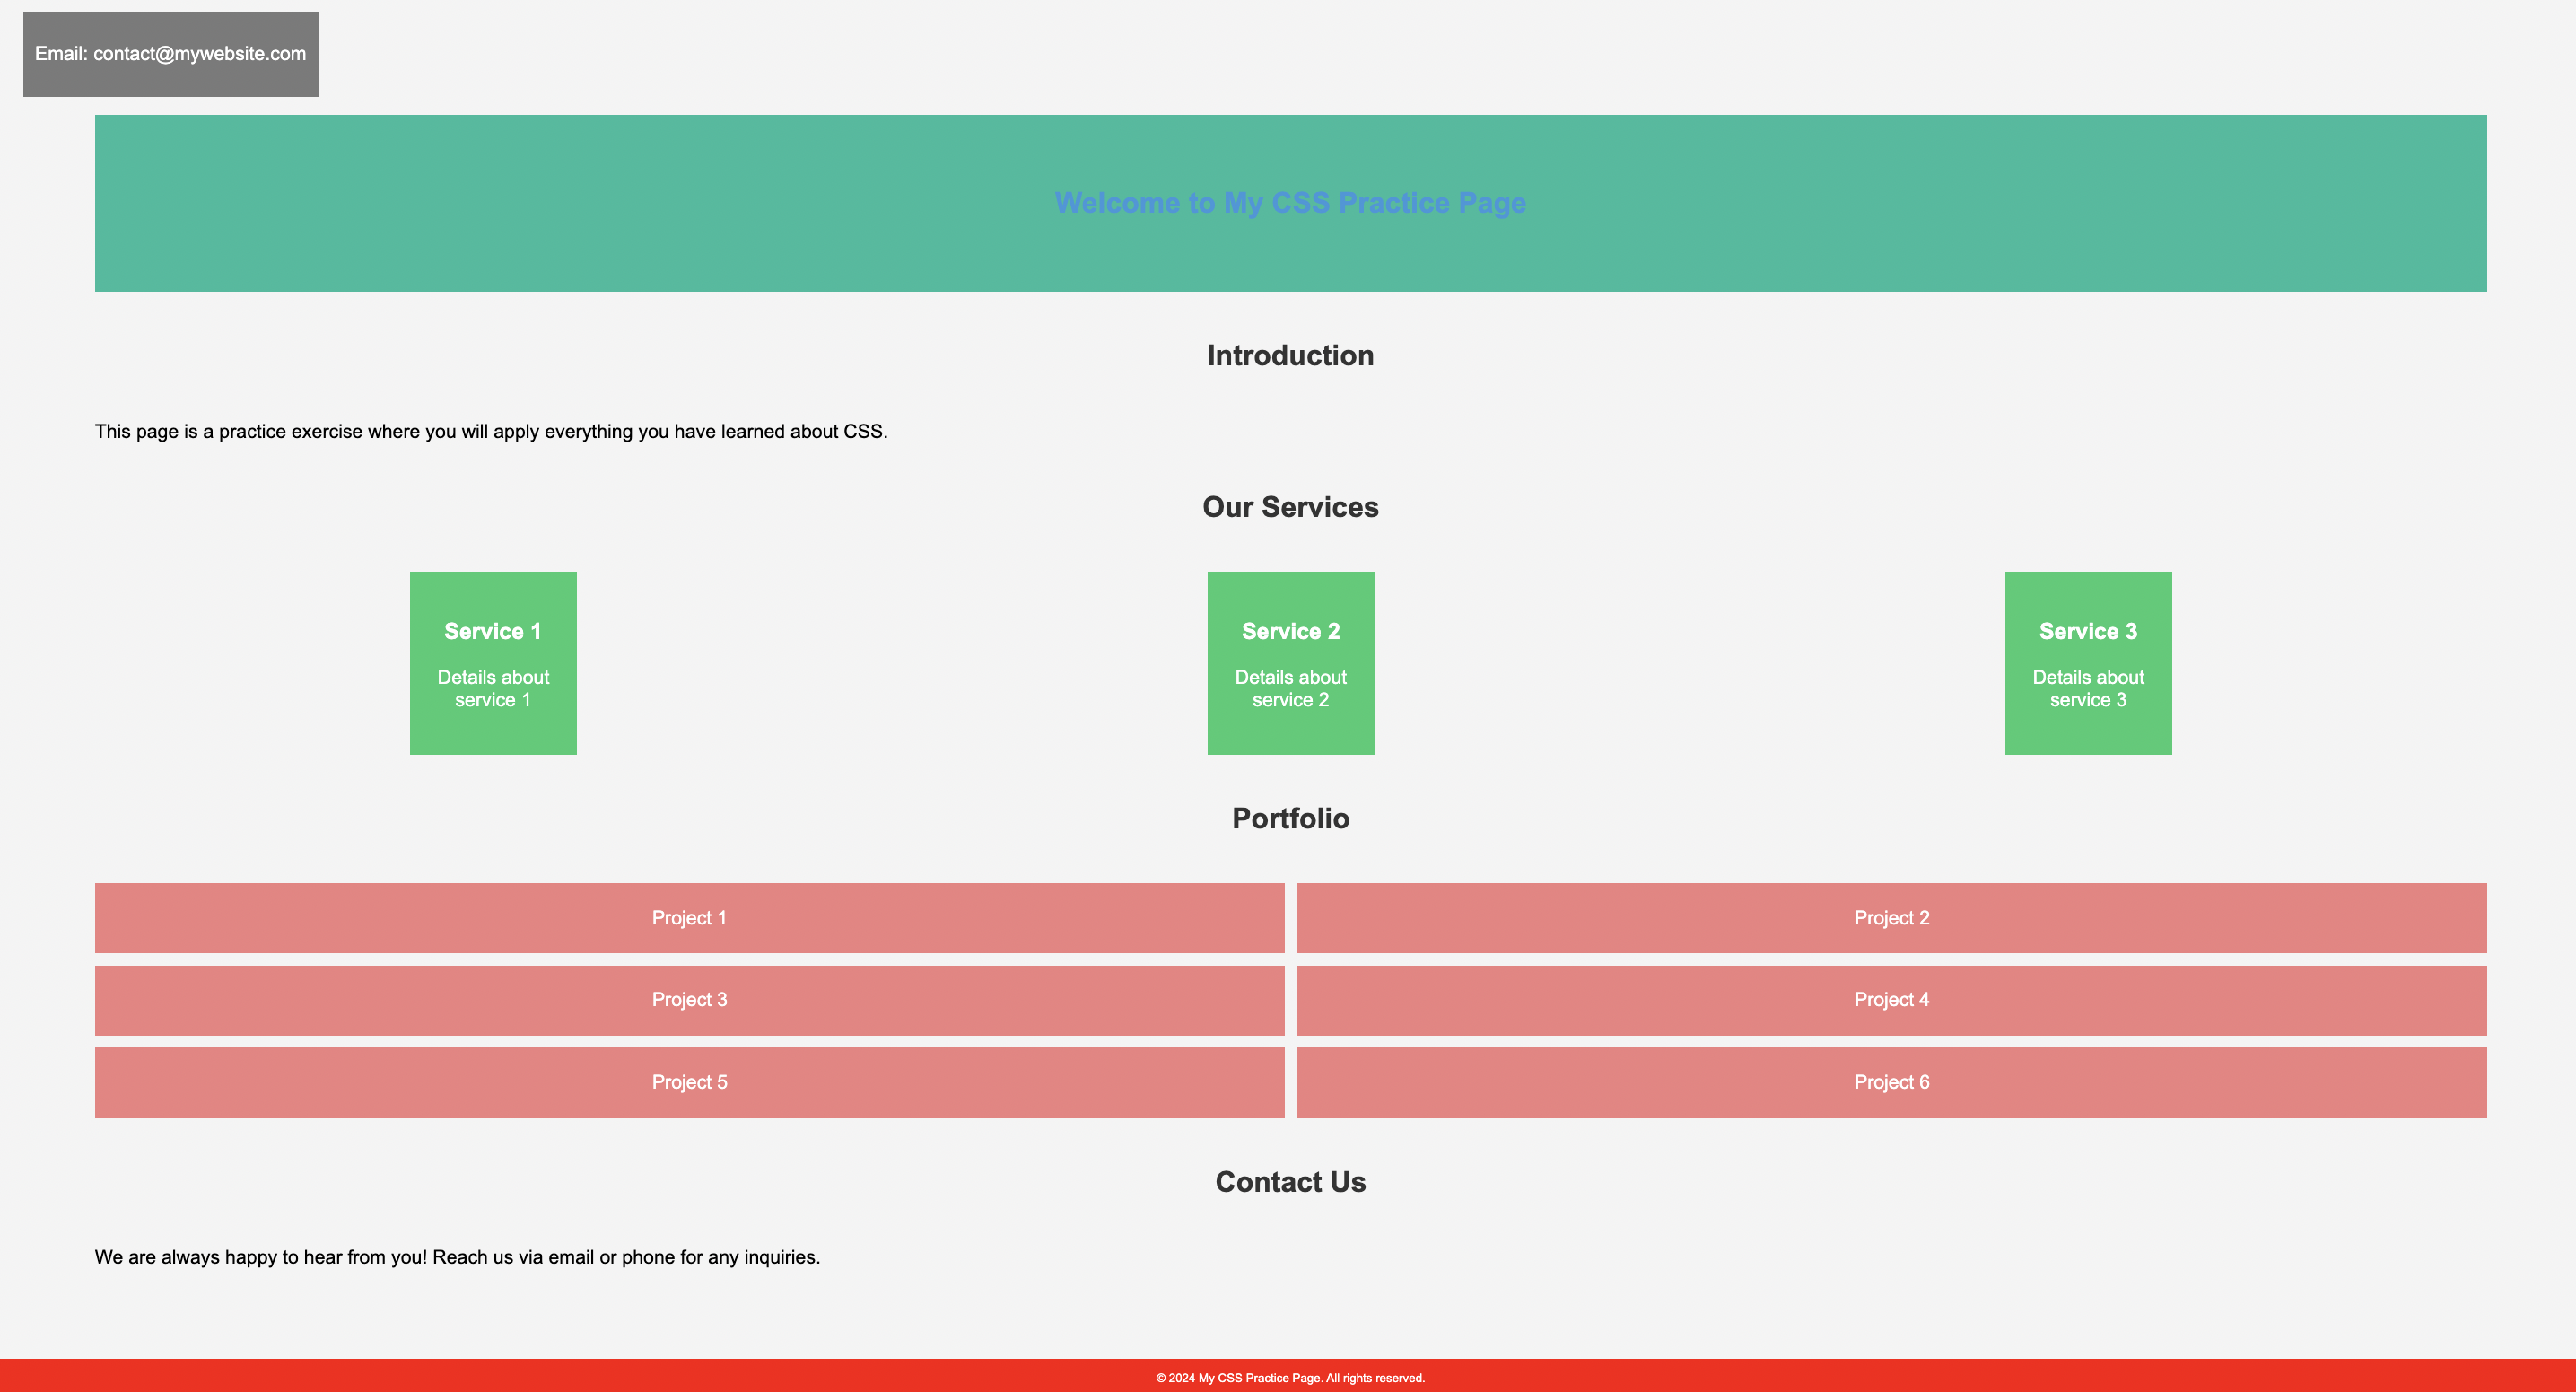 Email: contact@mywebsite.com
Welcome to My CSS Practice Page
Introduction
This page is a practice exercise where you will apply everything you have learned about CSS.
Our Services
Service 1
Details about
service 1
Service 2
Details about
service 2
Service 3
Details about
service 3
Portfolio
Project 1
Project 2
Project 3
Project 4
Project 5
Project 6
Contact Us
We are always happy to hear from you! Reach us via email or phone for any inquiries.
© 2024 My CSS Practice Page. All rights reserved.